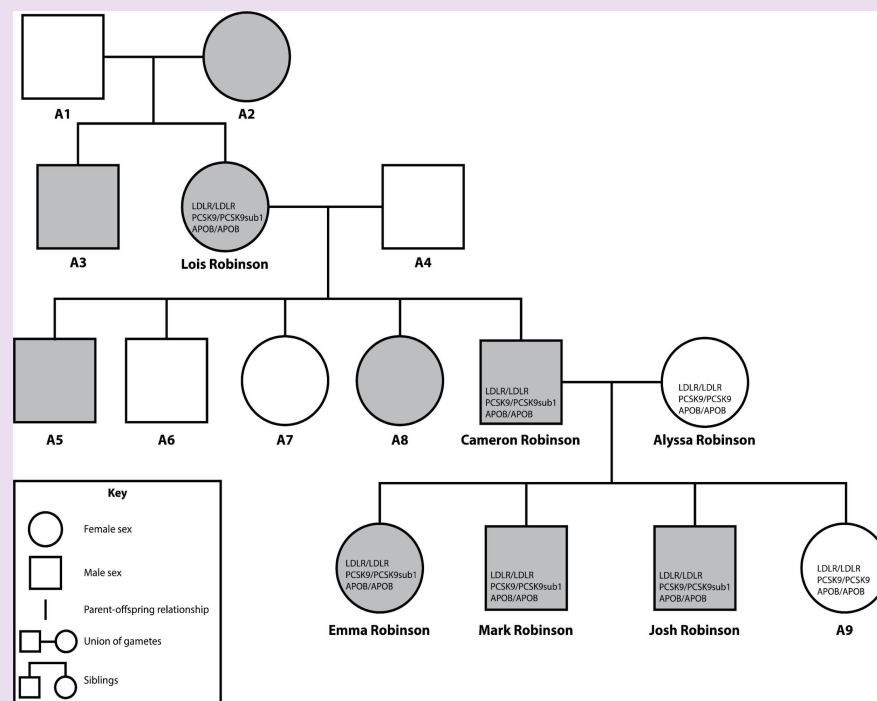 A1
A2
LDLR/LDLR
PCSK9/PCSK9sub1
APOB/APOB
A3
Lois Robinson
A4
LDLR/LDLR
PCSK9/PCSK9sub1
APOB/APOB
LDLR/LDLR
PCSK9/PCSK9
APOB/APOB
A5
A6
A7
A8
Cameron Robinson
Alyssa Robinson
Key
Female sex
Male sex
Parent-offspring relationship
Union of gametes
Siblings
LDLR/LDLR
PCSK9/PCSK9sub1
APOB/APOB
LDLR/LDLR
PCSK9/PCSK9sub1
APOB/APOB
LDLR/LDLR
PCSK9/PCSK9sub1
APOB/APOB
LDLR/LDLR
PCSK9/PCSK9
APOB/APOB
Emma Robinson
Mark Robinson
Josh Robinson
A9